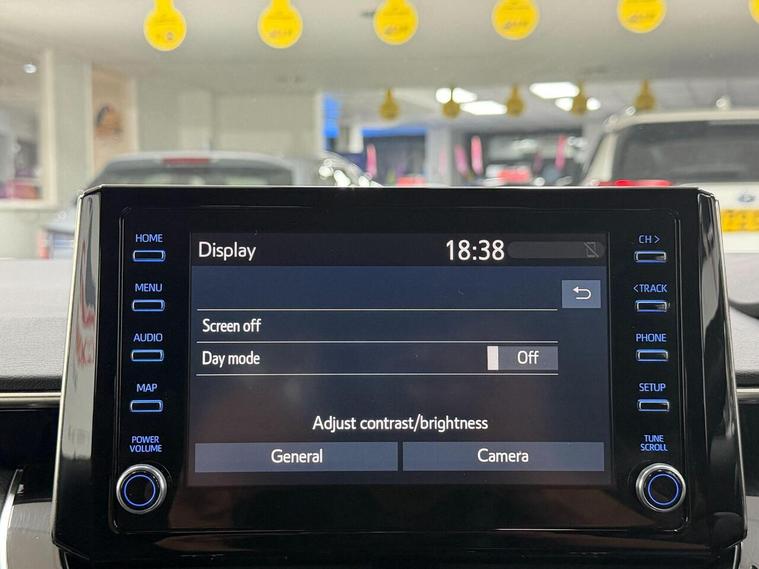 HOME
MENU
AUDIO
MAP
POWER
VOLUME
Display
18:38
Screen off
Day mode
Off
Adjust contrast/brightness
General
Camera
CH >
< TRACK
PHONE
SETUP
TUNE
SCROLL